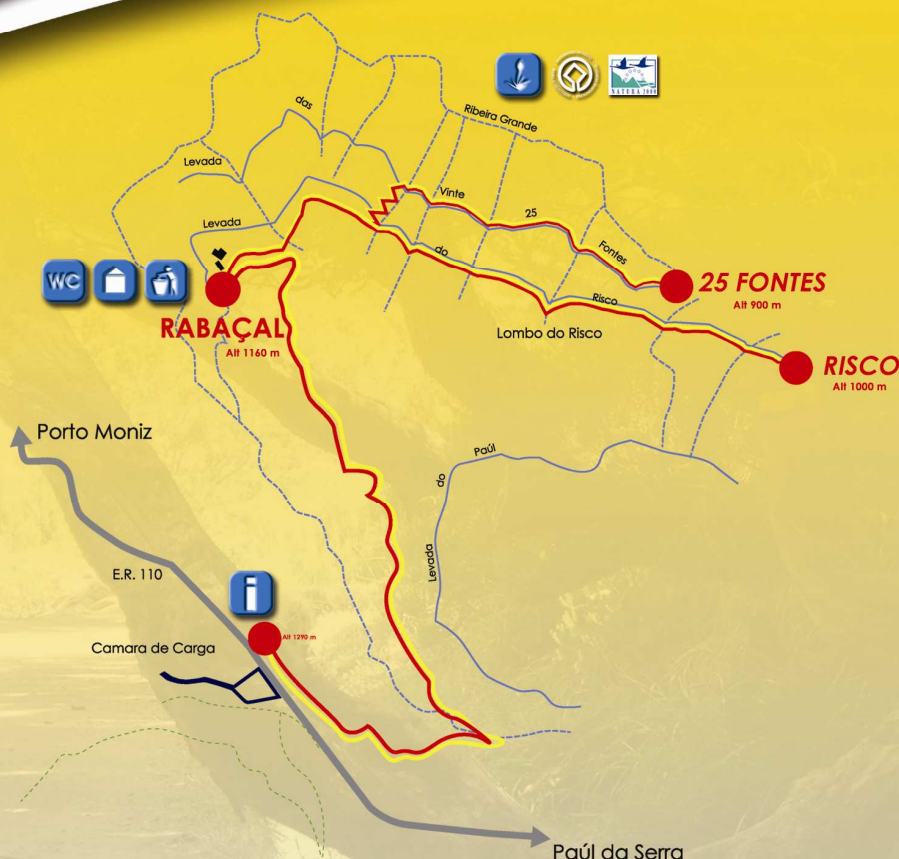 das
Ribeira Grande
NATURA 2000
Levada
Vinte
Levada
25
do
Fontes
WC
25 FONTES
Alt 900 m
Risco
RABAÇAL
Alt 1160 m
Lombo do Risco
RISCO
Alt 1000 m
Porto Moniz
Paúl
do
Levada
E.R. 110
i
Alt 1290 m
Camara de Carga
Paúl da Serra